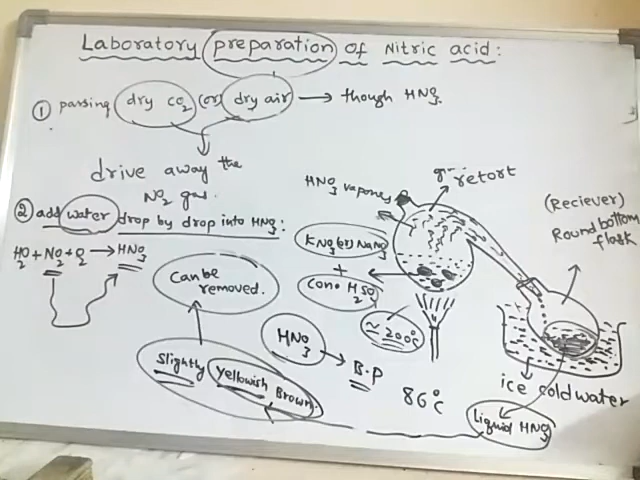 Laboratory preparation of Nitric acid:
① passing dry CO2 (or) dry air → though HNO3.
drive away the
NO2 gas.
② add water drop by drop into HNO3:
H2O + NO2 + O2 → HNO3
Can be
removed.
Slightly Yellowish Brown.
HNO3 → B.P
86°C
HNO3 vapones
retort
KNO3 (or) NaNO3
+
con. H2SO4
≈ 200°C
(Reciever)
Round bottom
flask
ice cold water
Liquid HNO3